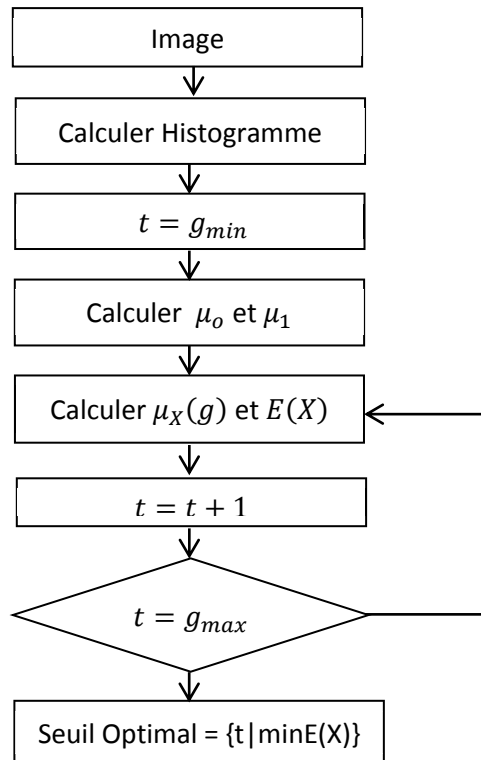 Image
Calculer Histogramme
t = g_min
Calculer μ_o et μ_1
Calculer μ_X(g) et E(X)
t = t + 1
t = g_max
Seuil Optimal = {t|minE(X)}